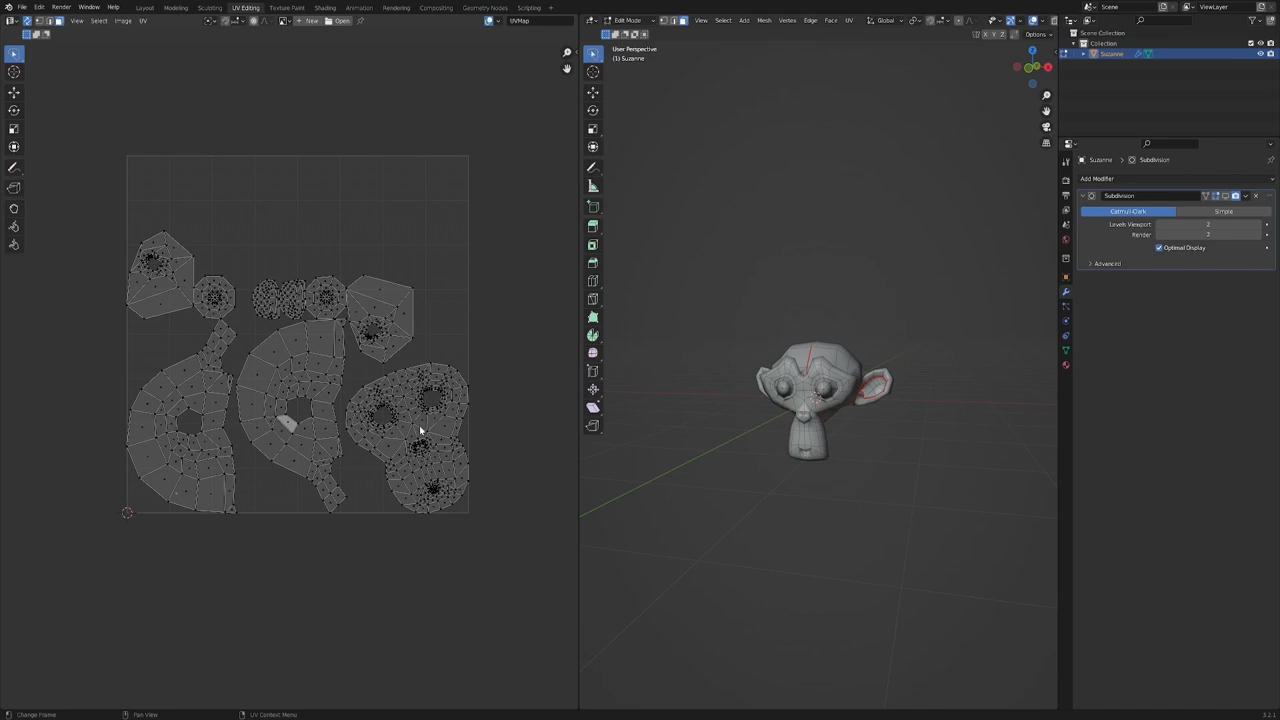 File Edit Render Window Help Layout Modeling Sculpting UV Editing Texture Paint Shading Animation Rendering Compositing Geometry Nodes Scripting Scene ViewLayer
View Select Image UV New Open UVMap Edit Mode View Select Add Mesh Vertex Edge Face UV Global
Scene Collection
X Y Z Options
Collection
User Perspective
Suzanne
(1) Suzanne
Z
X
Suzanne > Subdivision
Add Modifier
Subdivision
Catmull-Clark Simple
Levels Viewport 2
Render 2
Optimal Display
> Advanced
Change Frame Pan View UV Context Menu 3.2.1